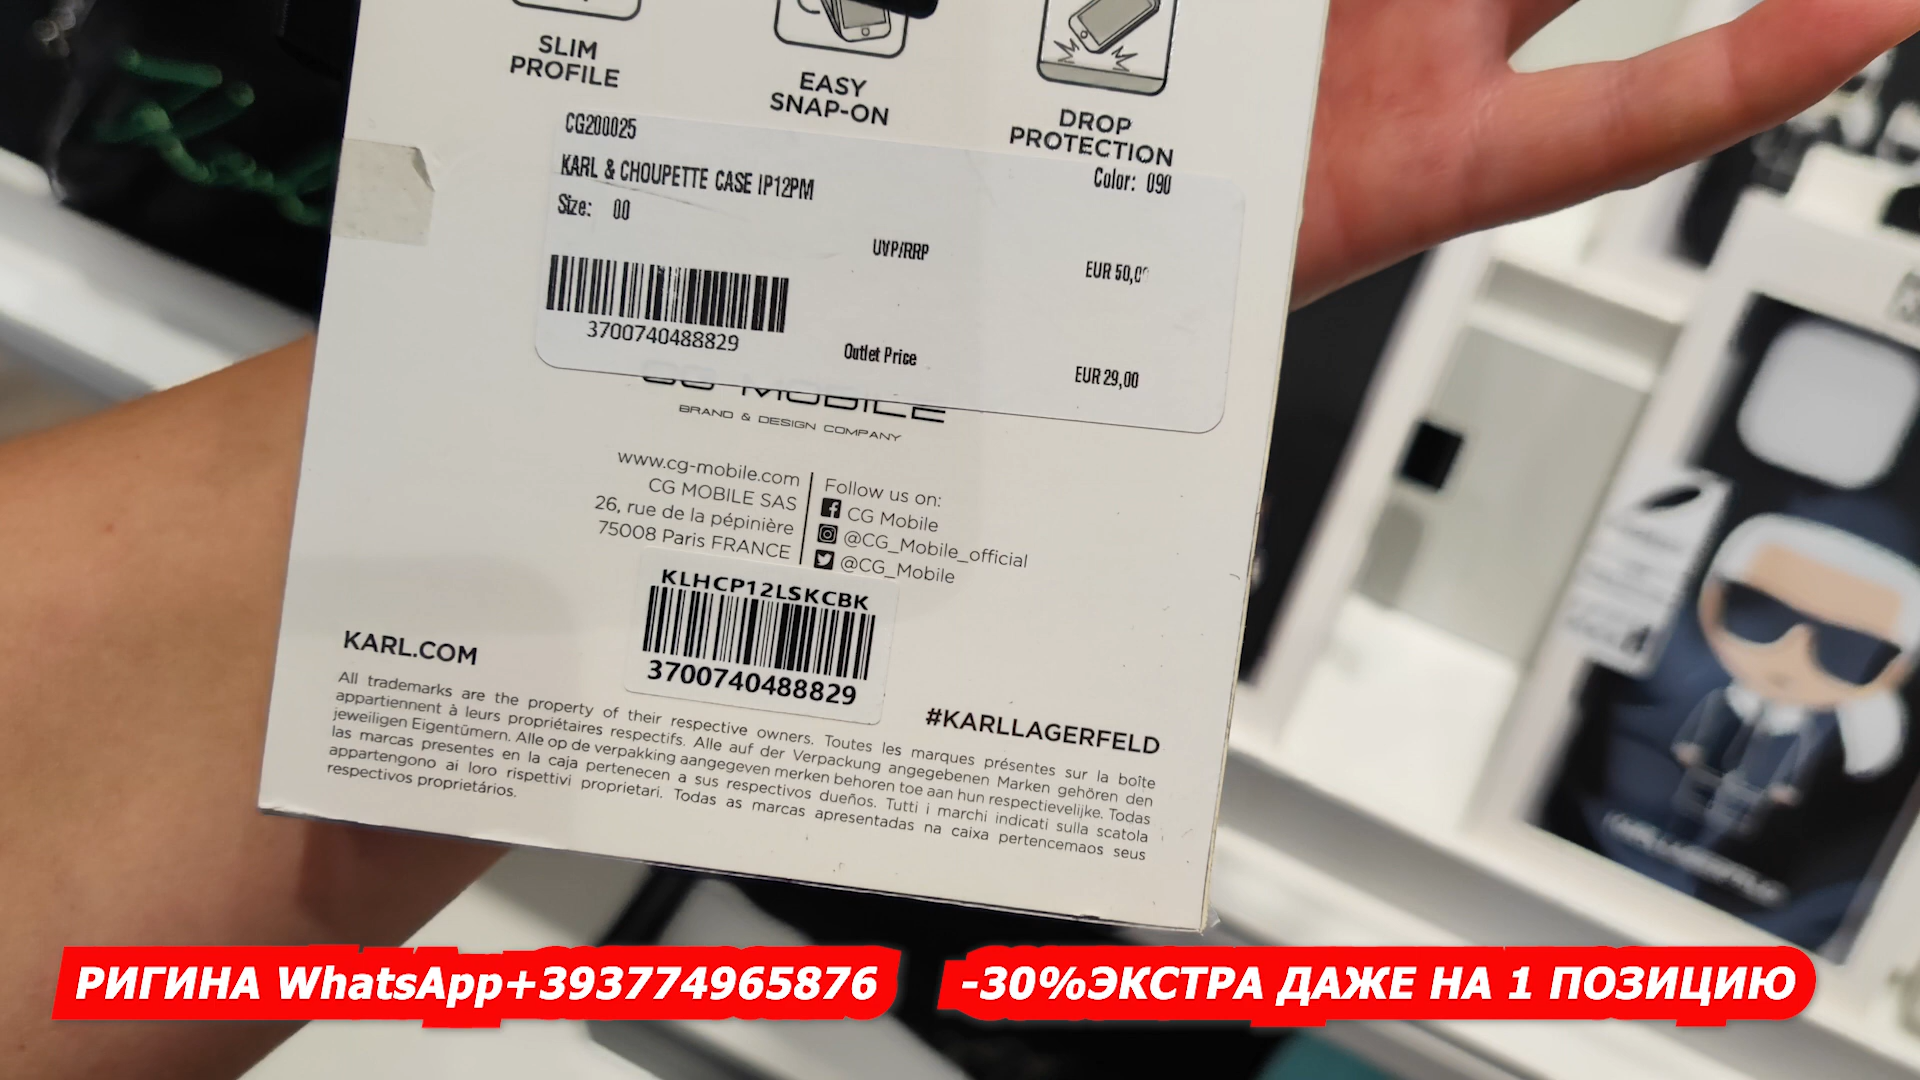 SLIM
PROFILE
EASY
SNAP-ON
DROP
PROTECTION
CG200025
KARL & CHOUPETTE CASE IP12PM
Color: 090
Size: 00
UVP/RRP
EUR 50,0
3700740488829
Outlet Price
EUR 29,00
CG MOBILE
BRAND & DESIGN COMPANY
www.cg-mobile.com
CG MOBILE SAS
26, rue de la pépinière
75008 Paris FRANCE
Follow us on:
CG Mobile
@CG_Mobile_official
@CG_Mobile
KLHCP12LSKCBK
3700740488829
KARL.COM
#KARLLAGERFELD
All trademarks are the property of their respective owners. Toutes les marques présentes sur la boîte
appartiennent à leurs propriétaires respectifs. Alle auf der Verpackung angegebenen Marken gehören den
jeweiligen Eigentümern. Alle op de verpakking aangegeven merken behoren toe aan hun respectievelijke. Todas
las marcas presentes en la caja pertenecen a sus respectivos dueños. Tutti i marchi indicati sulla scatola
appartengono ai loro rispettivi proprietari. Todas as marcas apresentadas na caixa pertencemaos seus
respectivos proprietários.
РИГИНА WhatsApp+393774965876
-30%ЭКСТРА ДАЖЕ НА 1 ПОЗИЦИЮ